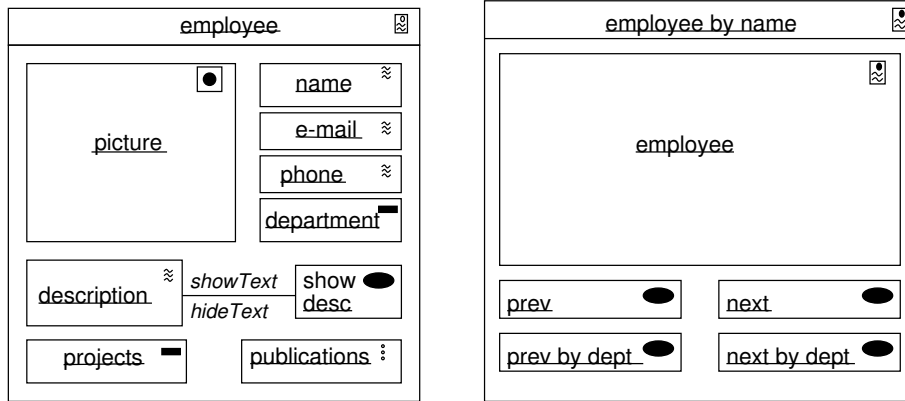 employee
picture
name
e-mail
phone
department
description
showText
hideText
show
desc
projects
publications
employee by name
employee
prev
next
prev by dept
next by dept